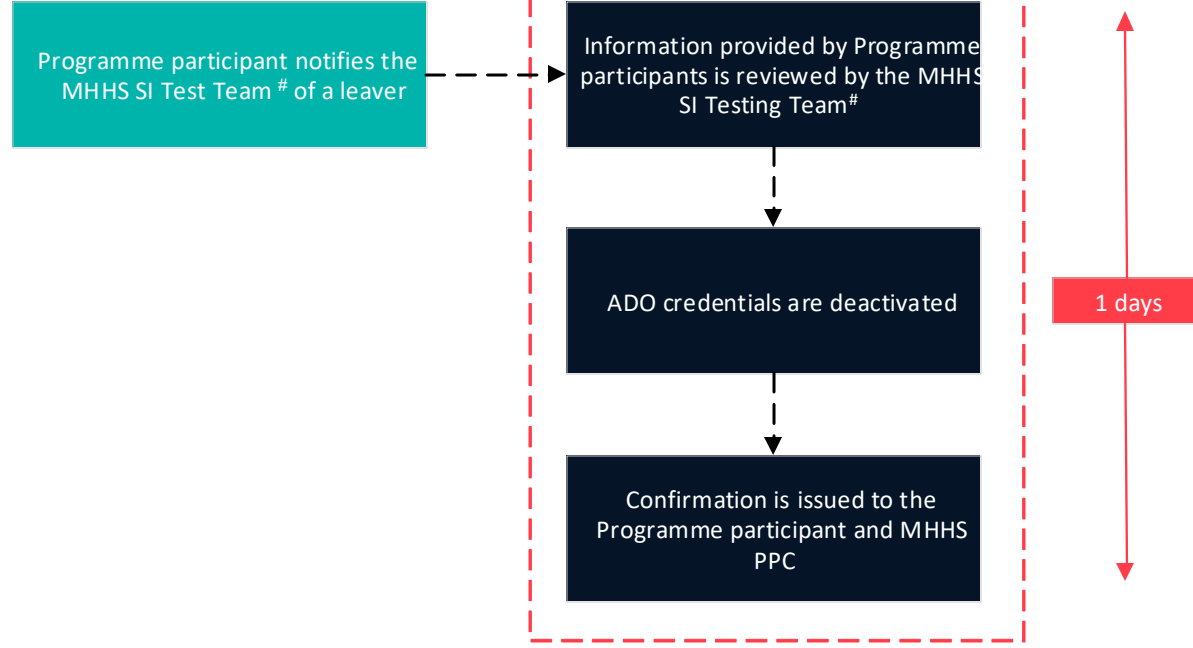 Programme participant notifies the
MHHS SI Test Team # of a leaver
Information provided by Programme
participants is reviewed by the MHHS
SI Testing Team#
ADO credentials are deactivated
1 days
Confirmation is issued to the
Programme participant and MHHS
PPC